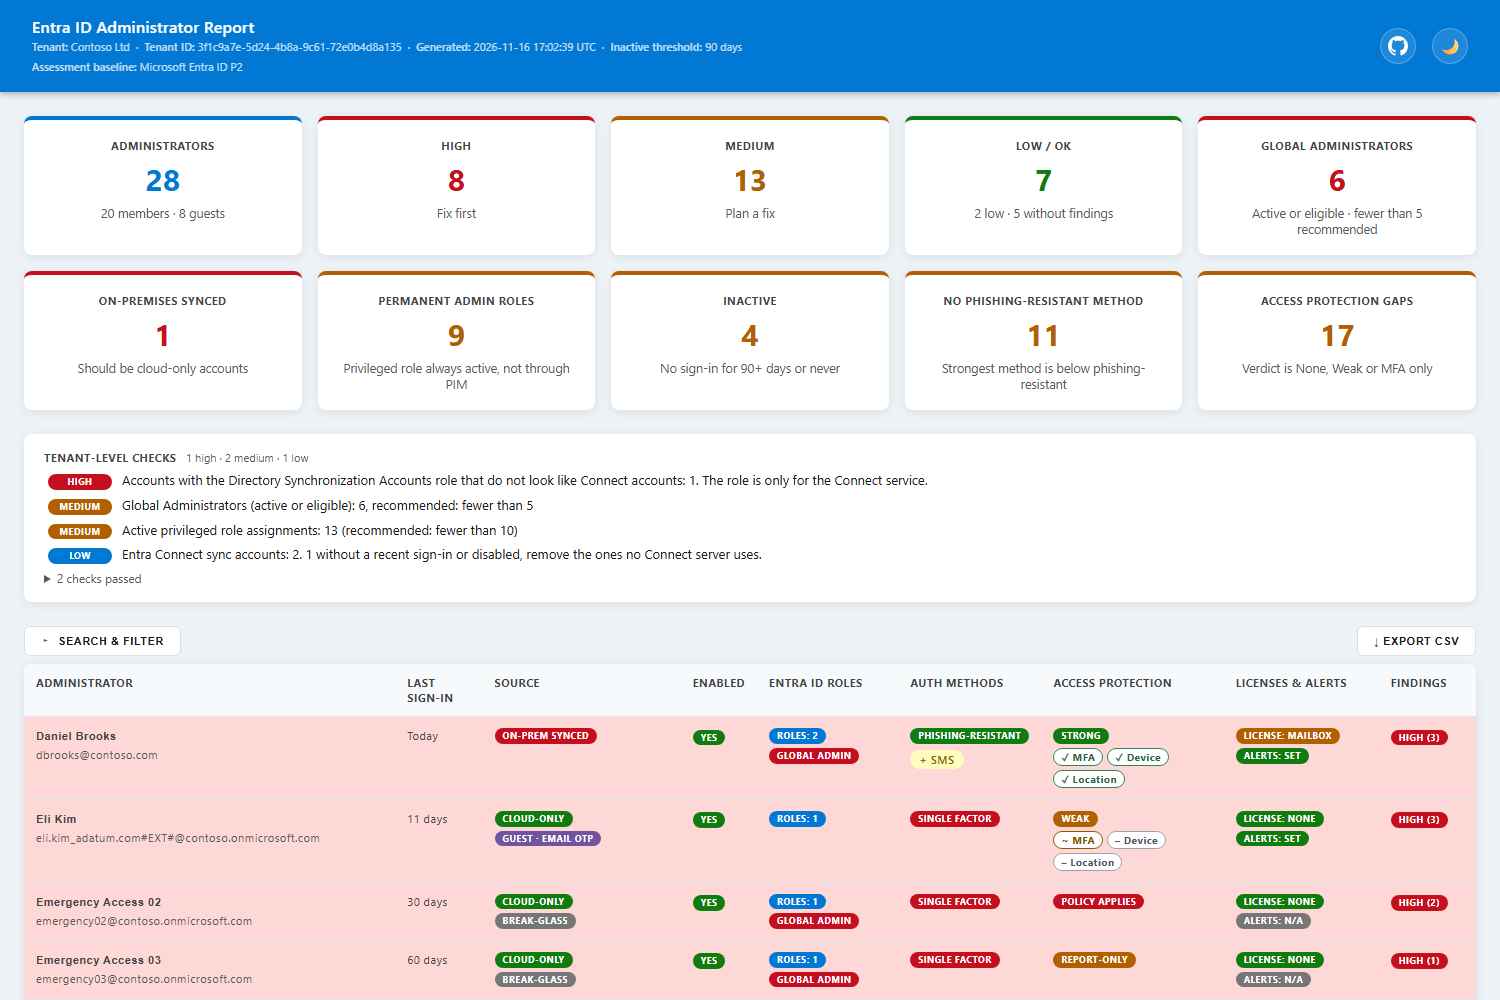 Entra ID Administrator Report
Tenant: Contoso Ltd · Tenant ID: 3f1c9a7e-5d24-4b8a-9c61-72e0b4d8a135 · Generated: 2026-11-16 17:02:39 UTC · Inactive threshold: 90 days
Assessment baseline: Microsoft Entra ID P2
ADMINISTRATORS
28
20 members · 8 guests
HIGH
8
Fix first
MEDIUM
13
Plan a fix
LOW / OK
7
2 low · 5 without findings
GLOBAL ADMINISTRATORS
6
Active or eligible · fewer than 5
recommended
ON-PREMISES SYNCED
1
Should be cloud-only accounts
PERMANENT ADMIN ROLES
9
Privileged role always active, not through
PIM
INACTIVE
4
No sign-in for 90+ days or never
NO PHISHING-RESISTANT METHOD
11
Strongest method is below phishing-
resistant
ACCESS PROTECTION GAPS
17
Verdict is None, Weak or MFA only
TENANT-LEVEL CHECKS 1 high · 2 medium · 1 low
HIGH Accounts with the Directory Synchronization Accounts role that do not look like Connect accounts: 1. The role is only for the Connect service.
MEDIUM Global Administrators (active or eligible): 6, recommended: fewer than 5
MEDIUM Active privileged role assignments: 13 (recommended: fewer than 10)
LOW Entra Connect sync accounts: 2. 1 without a recent sign-in or disabled, remove the ones no Connect server uses.
▶ 2 checks passed
SEARCH & FILTER
↓ EXPORT CSV
ADMINISTRATOR
LAST
SIGN-IN
SOURCE
ENABLED
ENTRA ID ROLES
AUTH METHODS
ACCESS PROTECTION
LICENSES & ALERTS
FINDINGS
Daniel Brooks
dbrooks@contoso.com
Today
ON-PREM SYNCED
YES
ROLES: 2
GLOBAL ADMIN
PHISHING-RESISTANT
+ SMS
STRONG
✓ MFA ✓ Device
✓ Location
LICENSE: MAILBOX
ALERTS: SET
HIGH (3)
Eli Kim
eli.kim_adatum.com#EXT#@contoso.onmicrosoft.com
11 days
CLOUD-ONLY
GUEST · EMAIL OTP
YES
ROLES: 1
SINGLE FACTOR
WEAK
~ MFA – Device
– Location
LICENSE: NONE
ALERTS: SET
HIGH (3)
Emergency Access 02
emergency02@contoso.onmicrosoft.com
30 days
CLOUD-ONLY
BREAK-GLASS
YES
ROLES: 1
GLOBAL ADMIN
SINGLE FACTOR
POLICY APPLIES
LICENSE: NONE
ALERTS: N/A
HIGH (2)
Emergency Access 03
emergency03@contoso.onmicrosoft.com
60 days
CLOUD-ONLY
BREAK-GLASS
YES
ROLES: 1
GLOBAL ADMIN
SINGLE FACTOR
REPORT-ONLY
LICENSE: NONE
ALERTS: N/A
HIGH (1)